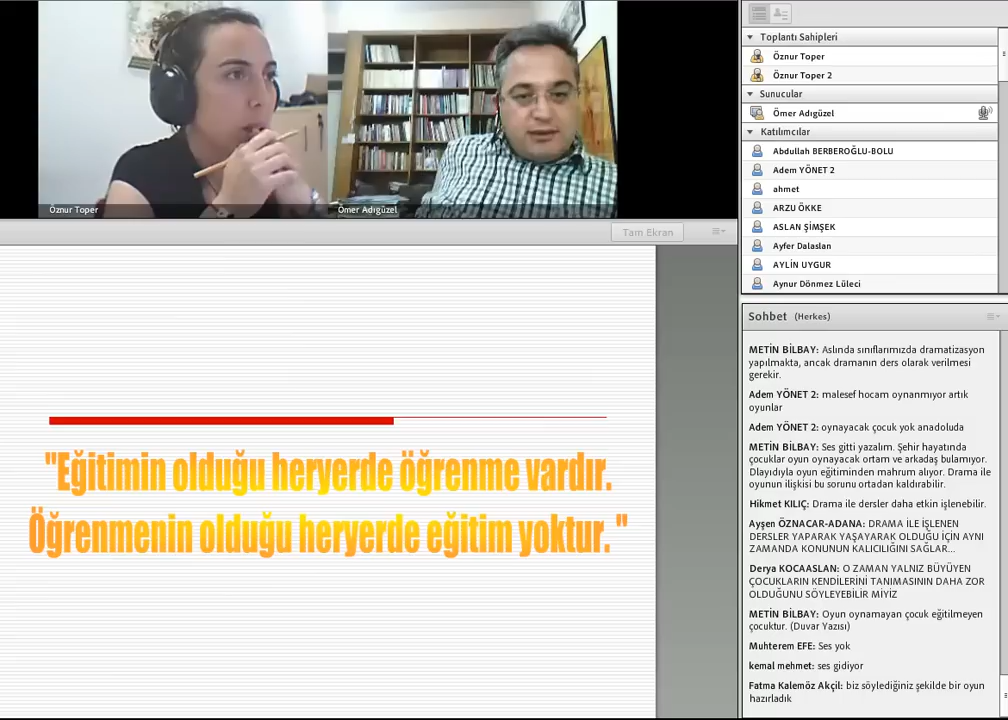 Öznur Toper
Ömer Adıgüzel
Tam Ekran
"Eğitimin olduğu heryerde öğrenme vardır.
Öğrenmenin olduğu heryerde eğitim yoktur. "
Toplantı Sahipleri
Öznur Toper
Öznur Toper 2
Sunucular
Ömer Adıgüzel
Katılımcılar
Abdullah BERBEROĞLU-BOLU
Adem YÖNET 2
ahmet
ARZU ÖKKE
ASLAN ŞİMŞEK
Ayfer Dalaslan
AYLİN UYGUR
Aynur Dönmez Lüleci
Sohbet (Herkes)
METİN BİLBAY: Aslında sınıflarımızda dramatizasyon
yapılmakta, ancak dramanın ders olarak verilmesi
gerekir.
Adem YÖNET 2: malesef hocam oynanmıyor artık
oyunlar
Adem YÖNET 2: oynayacak çocuk yok anadoluda
METİN BİLBAY: Ses gitti yazalım. Şehir hayatında
çocuklar oyun oynayacak ortam ve arkadaş bulamıyor.
Dlayıdıyla oyun eğitiminden mahrum alıyor. Drama ile
oyunun ilişkisi bu sorunu ortadan kaldırabilir.
Hikmet KILIÇ: Drama ile dersler daha etkin işlenebilir.
Ayşen ÖZNACAR-ADANA: DRAMA İLE İŞLENEN
DERSLER YAPARAK YAŞAYARAK OLDUĞU İÇİN AYNI
ZAMANDA KONUNUN KALICILIĞINI SAĞLAR...
Derya KOCAASLAN: O ZAMAN YALNIZ BÜYÜYEN
ÇOCUKLARIN KENDİLERİNİ TANIMASININ DAHA ZOR
OLDUĞUNU SÖYLEYEBİLİR MİYİZ
METİN BİLBAY: Oyun oynamayan çocuk eğitilmeyen
çocuktur. (Duvar Yazısı)
Muhterem EFE: Ses yok
kemal mehmet: ses gidiyor
Fatma Kalemöz Akçil: biz söylediğiniz şekilde bir oyun
hazırladık